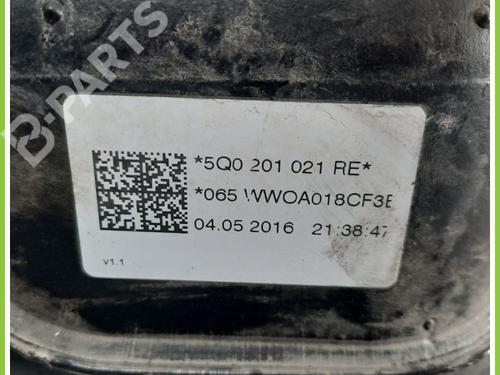 B-PARTS
*5Q0 201 021 RE*
*065 WWOA018CF3E
04.05 2016 21:38:47
v1.1